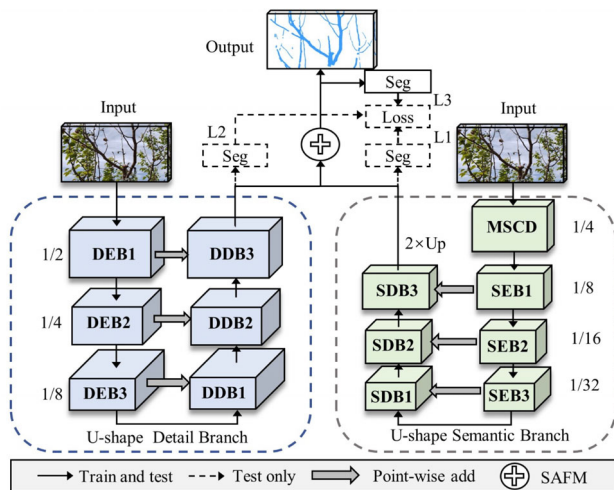 Output
Seg
L3
Input
Input
L2
Loss
L1
Seg
Seg
MSCD
1/4
1/2
DEB1
DDB3
2×Up
SDB3
SEB1
1/8
1/4
DEB2
DDB2
SDB2
SEB2
1/16
1/8
DEB3
DDB1
SDB1
SEB3
1/32
U-shape Detail Branch
U-shape Semantic Branch
Train and test
Test only
Point-wise add
SAFM